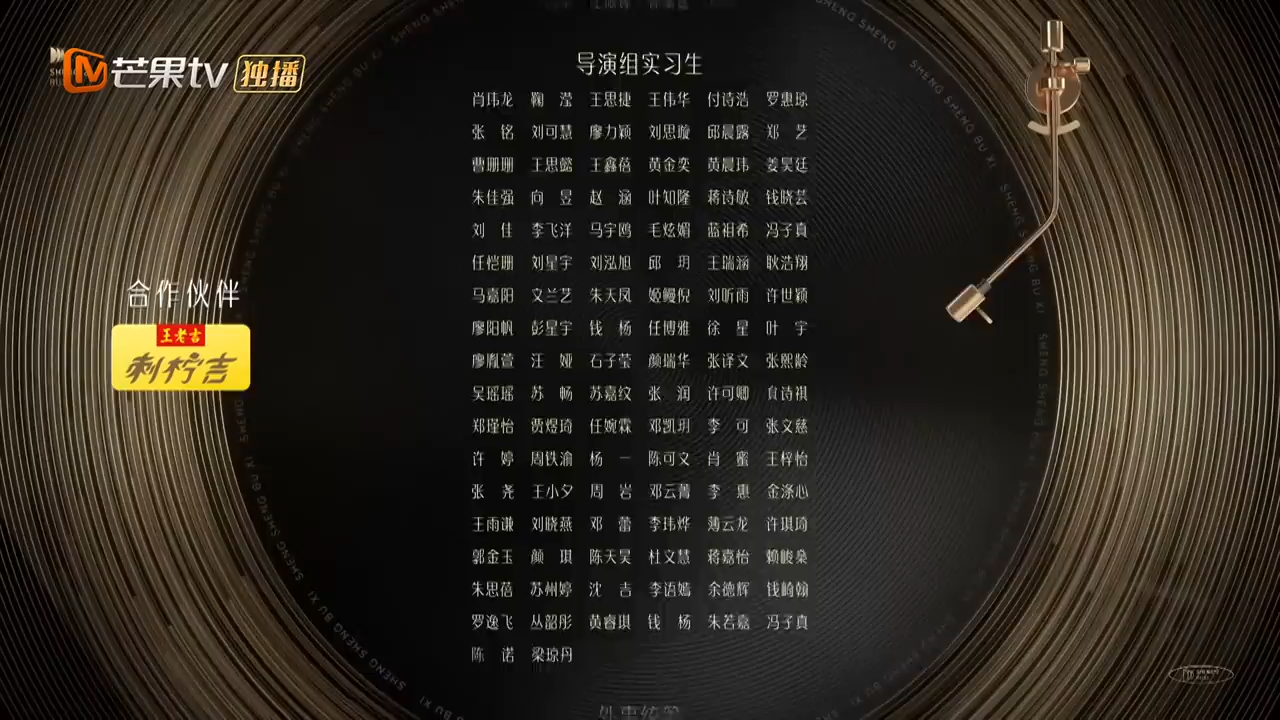 芒果tv 独播
导演组实习生
肖玮龙 鞠 滢 王思捷 王伟华 付诗浩 罗惠琼
张 铭 刘可慧 廖力颖 刘思璇 邱晨露 郑 艺
曹珊珊 王思懿 王鑫蓓 黄金奕 黄晨玮 姜昊廷
朱佳强 向 昱 赵 涵 叶知隆 蒋诗敏 钱晓芸
刘 佳 李飞洋 马宇鸥 毛炫媚 蓝祖希 冯子真
任恺珊 刘星宇 刘泓旭 邱 玥 王瑞涵 耿浩翔
马嘉阳 文兰艺 朱天凤 姬鳗倪 刘昕雨 许世颖
廖阳帆 彭星宇 钱 杨 任博雅 徐 星 叶 宇
廖胤萱 汪 娅 石子莹 颜瑞华 张译文 张熙龄
吴瑶瑶 苏 畅 苏嘉纹 张 润 许可卿 贠诗祺
郑瑾怡 贾煜琦 任婉霖 邓凯玥 李 可 张文慈
许 婷 周铁渝 杨 一 陈可文 肖 蜜 王梓怡
张 尧 王小夕 周 岩 邓云菁 李 惠 金涤心
王雨谦 刘晓燕 邓 蕾 李玮烨 薄云龙 许琪琦
郭金玉 颜 琪 陈天昊 杜文慧 蒋嘉怡 赖峻燊
朱思蓓 苏州婷 沈 吉 李语嫣 余德辉 钱崎翰
罗逸飞 丛韶彤 黄睿琪 钱 杨 朱若嘉 冯子真
陈 诺 梁琼丹
合作伙伴
王老吉
刺柠吉
SHENG BU XI SHENG BU XI SHENG BU XI